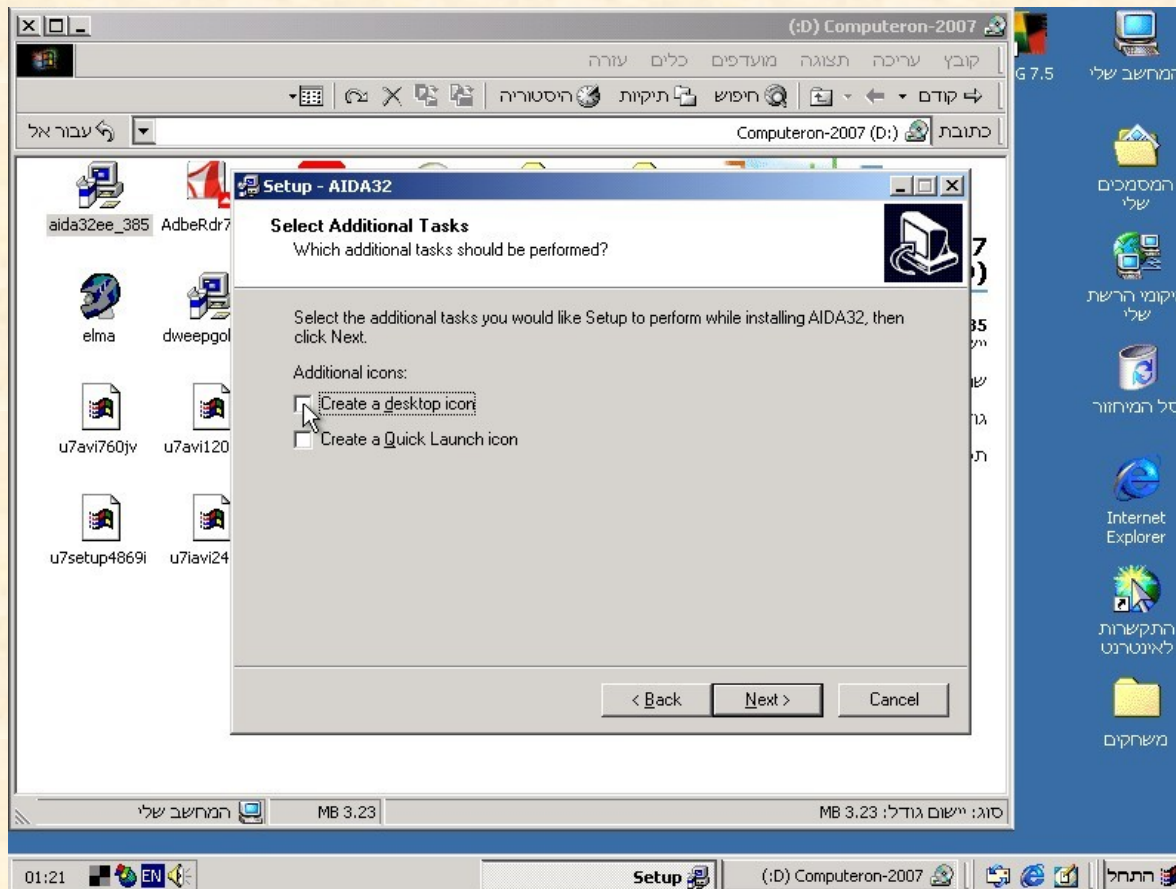 (:D) Computeron-2007
קובץ עריכה תצוגה מועדפים כלים עזרה
קודם חיפוש תיקיות היסטוריה
כתובת Computeron-2007 (D:) עבור אל
aida32ee_385
AdbeRdr7
elma
dweepgol
u7avi760jv
u7avi120
u7setup4869i
u7iavi24
Setup - AIDA32
Select Additional Tasks
Which additional tasks should be performed?
Select the additional tasks you would like Setup to perform while installing AIDA32, then
click Next.
Additional icons:
Create a desktop icon
Create a Quick Launch icon
< Back Next > Cancel
סוג: יישום גודל: 3.23 MB
3.23 MB
המחשב שלי
G 7.5
המחשב שלי
המסמכים
שלי
הרשת
שלי
סל המיחזור
Internet
Explorer
התקשרות
לאינטרנט
משחקים
התחל
(:D) Computeron-2007
Setup
EN
01:21